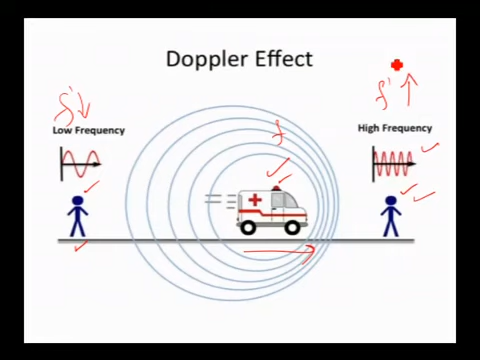 Doppler Effect
f' ↓
f' ↑
Low Frequency
f
High Frequency